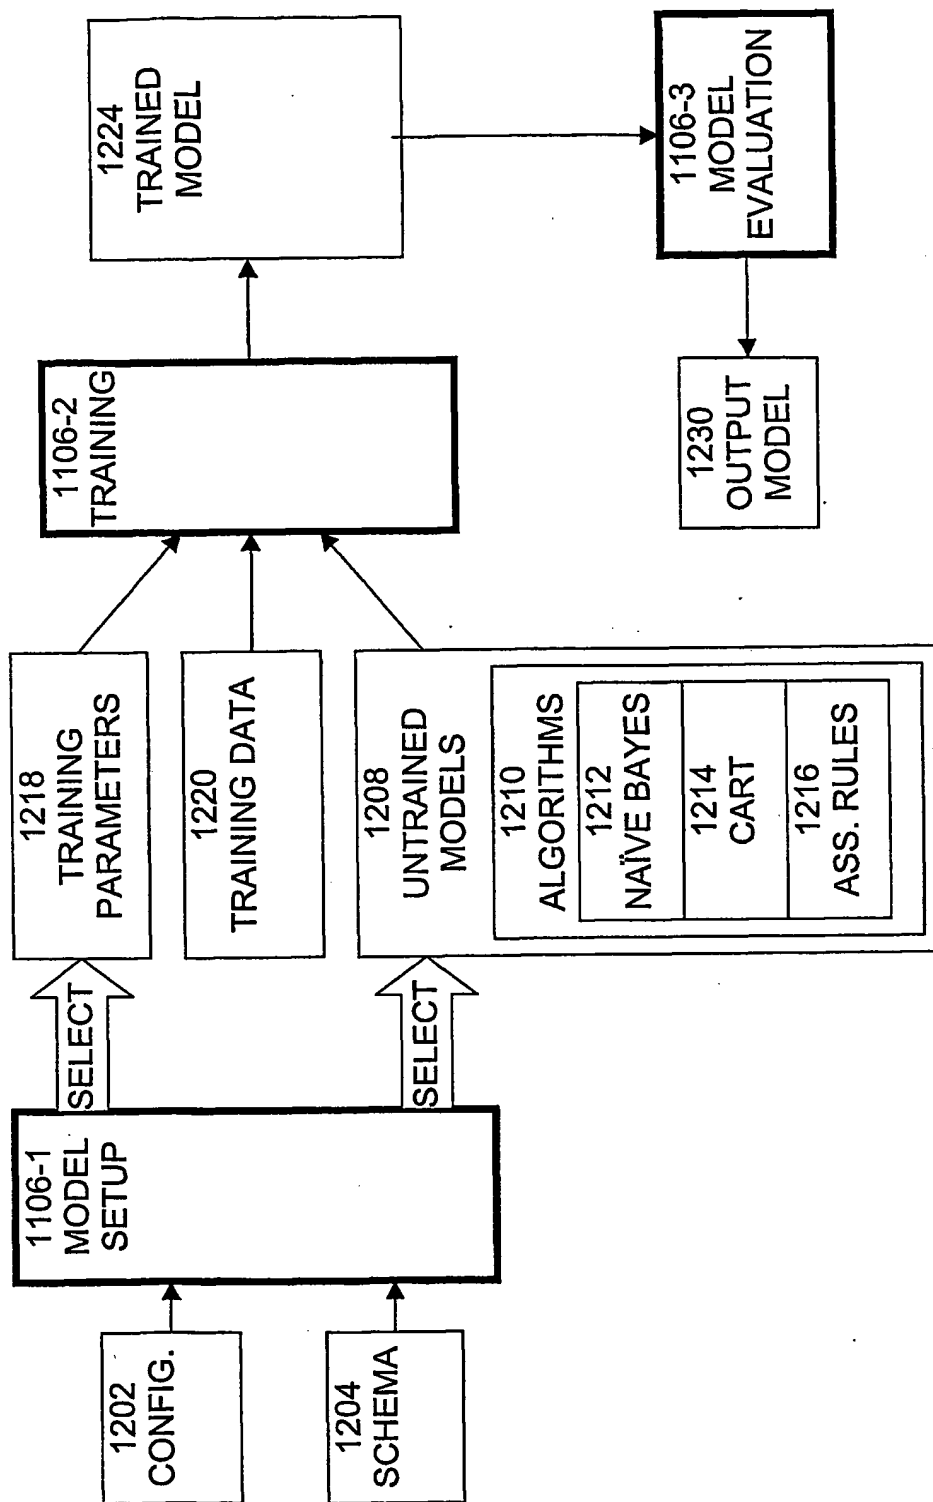 1202
CONFIG.
1204
SCHEMA
1106-1
MODEL
SETUP
SELECT
SELECT
1218
TRAINING
PARAMETERS
1220
TRAINING DATA
1208
UNTRAINED
MODELS
1210
ALGORITHMS
1212
NAÏVE BAYES
1214
CART
1216
ASS. RULES
1106-2
TRAINING
1224
TRAINED
MODEL
1106-3
MODEL
EVALUATION
1230
OUTPUT
MODEL